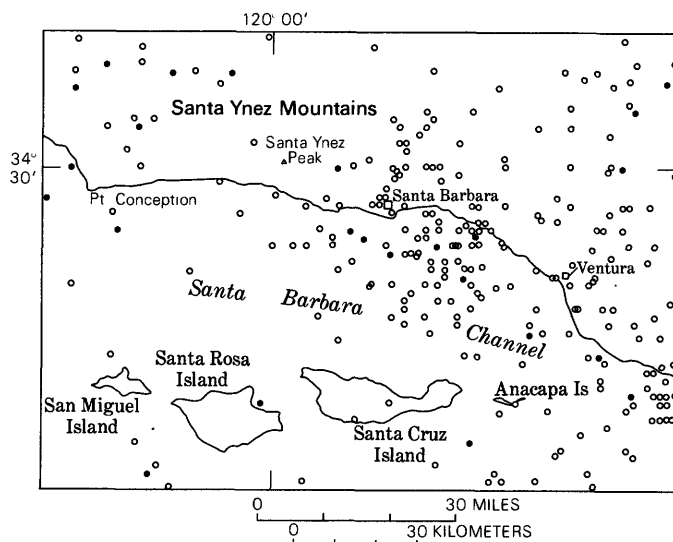 120° 00'
Santa Ynez Mountains
Santa Ynez
Peak
34°
30'
Pt Conception
Santa Barbara
Ventura
Santa Barbara Channel
Santa Rosa
Island
San Miguel
Island
Santa Cruz
Island
Anacapa Is
0 30 MILES
0 30 KILOMETERS